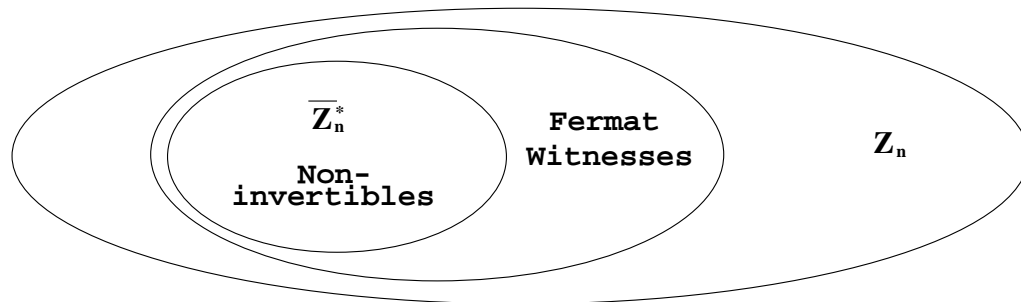 Z̅*ₙ
Non-
invertibles
Fermat
Witnesses
Zₙ